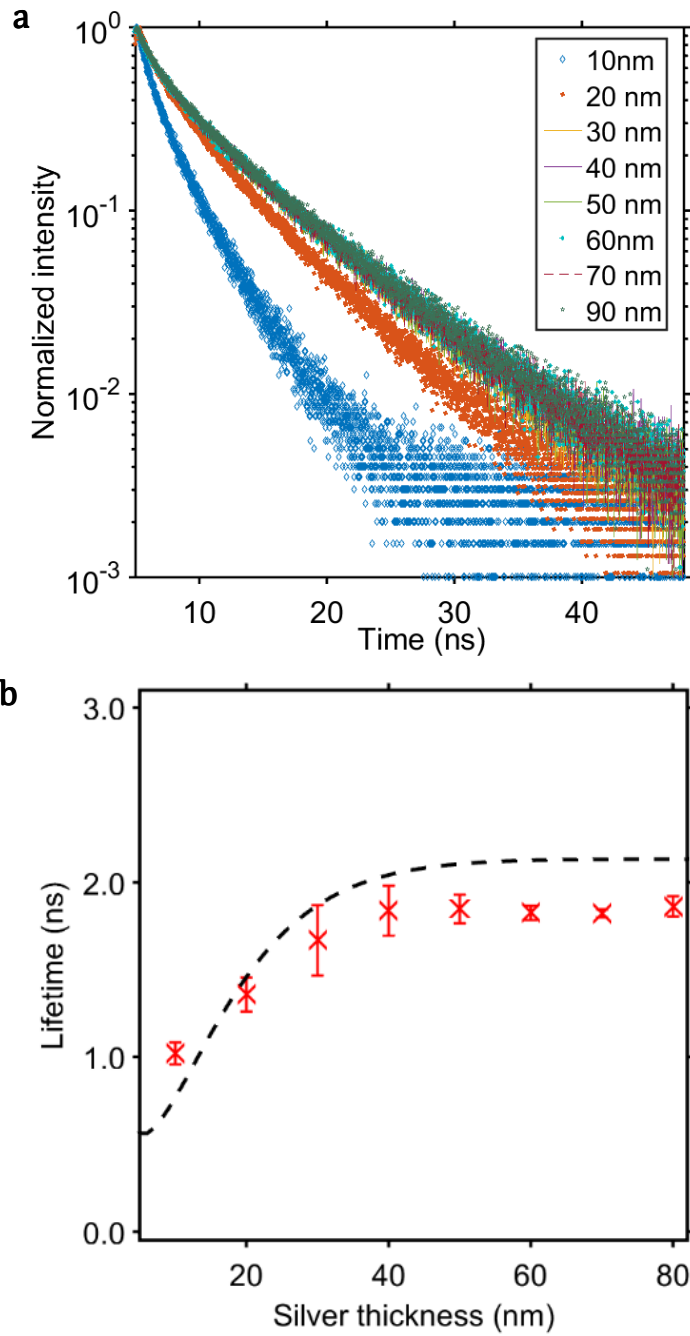 a
10⁰
10⁻¹
10⁻²
10⁻³
Normalized intensity
10nm
20 nm
30 nm
40 nm
50 nm
60nm
70 nm
90 nm
10 20 30 40
Time (ns)
b
3.0
2.0
1.0
0.0
Lifetime (ns)
20 40 60 80
Silver thickness (nm)